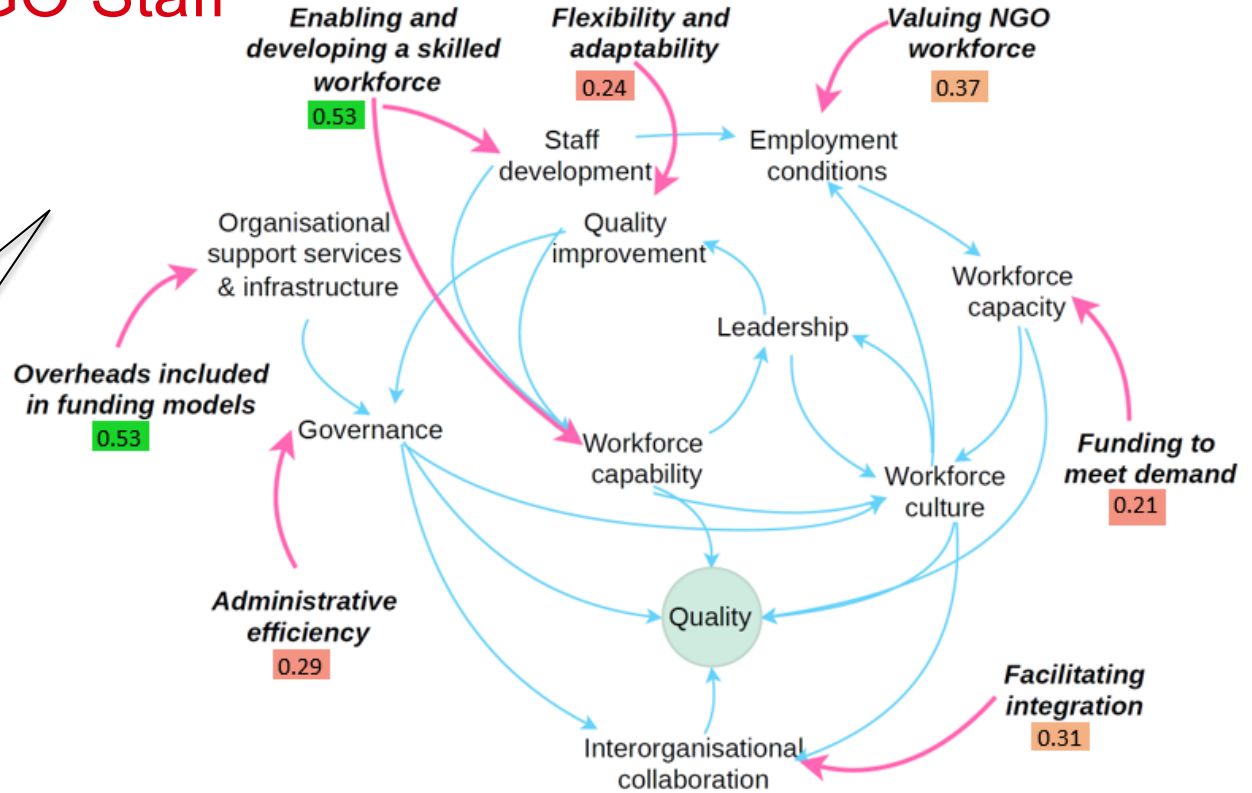 GO Staff
Enabling and
developing a skilled
workforce
0.53
Flexibility and
adaptability
0.24
Valuing NGO
workforce
0.37
Staff
development
Employment
conditions
Organisational
support services
& infrastructure
Quality
improvement
Workforce
capacity
Leadership
Overheads included
in funding models
0.53
Governance
Workforce
capability
Workforce
culture
Funding to
meet demand
0.21
Administrative
efficiency
0.29
Quality
Facilitating
integration
0.31
Interorganisational
collaboration